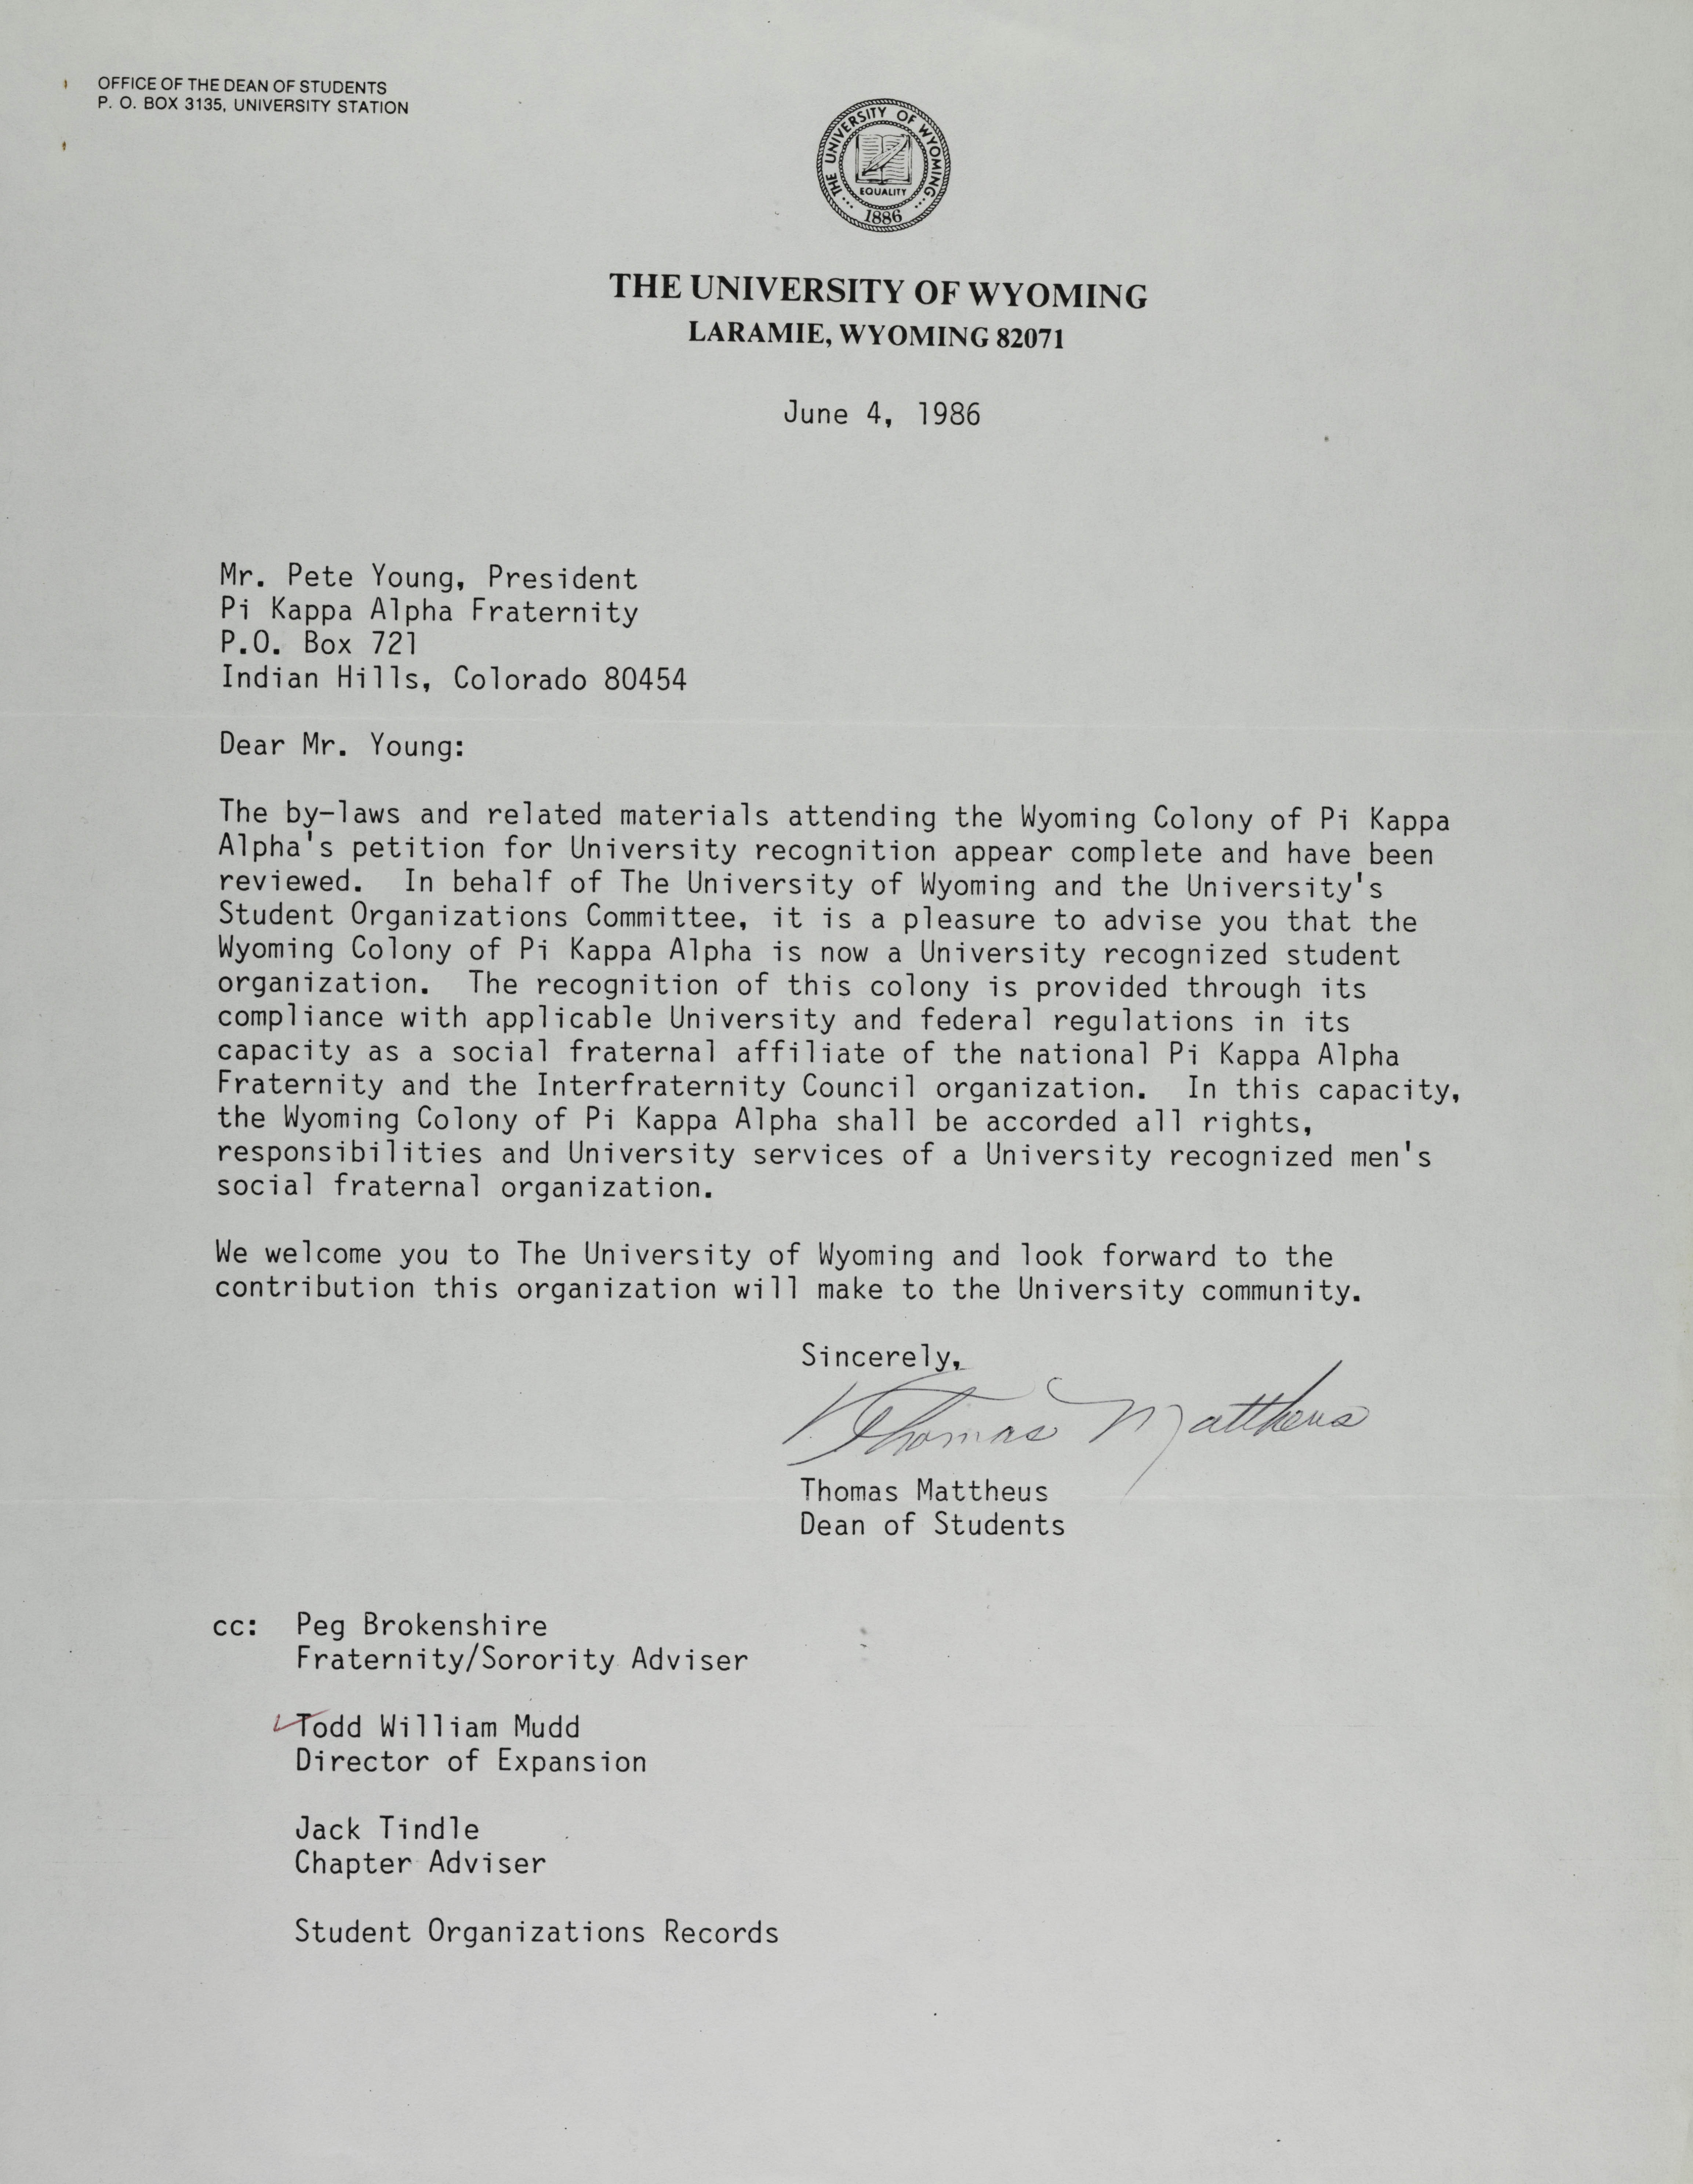 OFFICE OF THE DEAN OF STUDENTS
P. O. BOX 3135, UNIVERSITY STATION
THE UNIVERSITY OF WYOMING
EQUALITY
1886
THE UNIVERSITY OF WYOMING
LARAMIE, WYOMING 82071
June 4, 1986
Mr. Pete Young, President
Pi Kappa Alpha Fraternity
P.O. Box 721
Indian Hills, Colorado 80454
Dear Mr. Young:
The by-laws and related materials attending the Wyoming Colony of Pi Kappa
Alpha's petition for University recognition appear complete and have been
reviewed.  In behalf of The University of Wyoming and the University's
Student Organizations Committee, it is a pleasure to advise you that the
Wyoming Colony of Pi Kappa Alpha is now a University recognized student
organization.  The recognition of this colony is provided through its
compliance with applicable University and federal regulations in its
capacity as a social fraternal affiliate of the national Pi Kappa Alpha
Fraternity and the Interfraternity Council organization.  In this capacity,
the Wyoming Colony of Pi Kappa Alpha shall be accorded all rights,
responsibilities and University services of a University recognized men's
social fraternal organization.
We welcome you to The University of Wyoming and look forward to the
contribution this organization will make to the University community.
Sincerely,
Thomas Mattheus
Thomas Mattheus
Dean of Students
cc: Peg Brokenshire
Fraternity/Sorority Adviser
Todd William Mudd
Director of Expansion
Jack Tindle
Chapter Adviser
Student Organizations Records